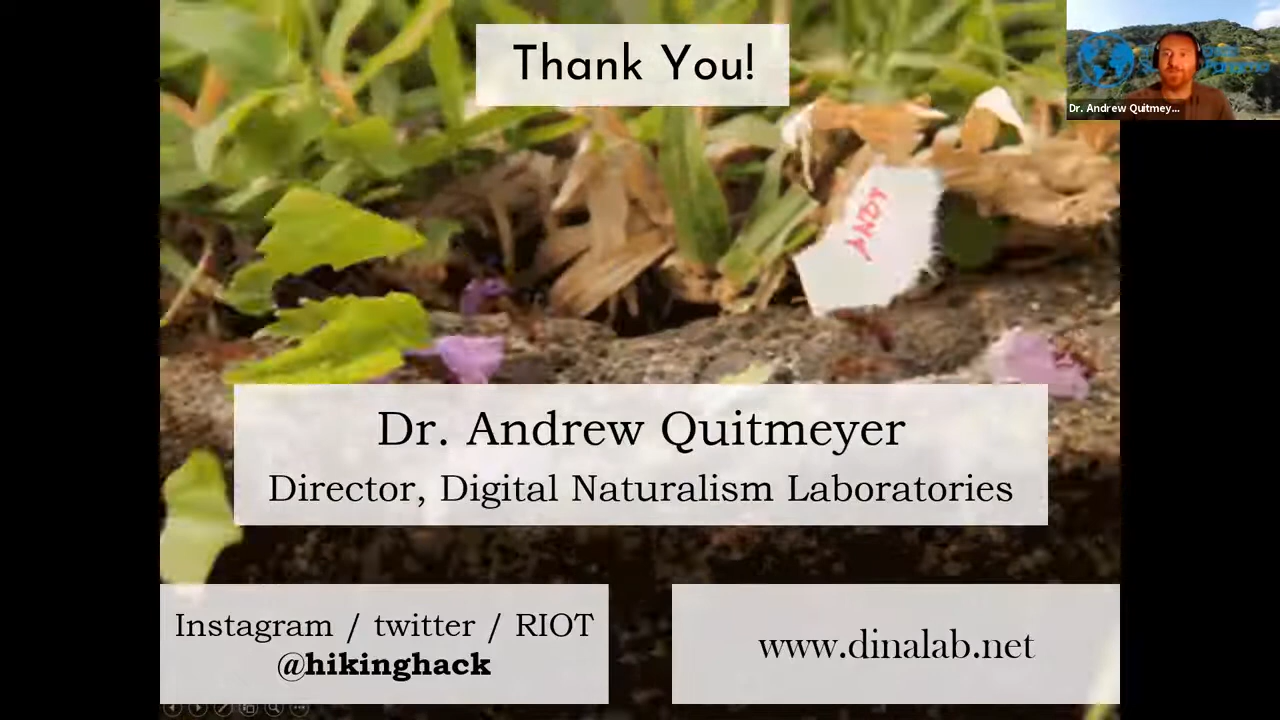 Thank You!
Dr. Andrew Quitmey...
ANDY
Dr. Andrew Quitmeyer
Director, Digital Naturalism Laboratories
Instagram / twitter / RIOT
@hikinghack
www.dinalab.net